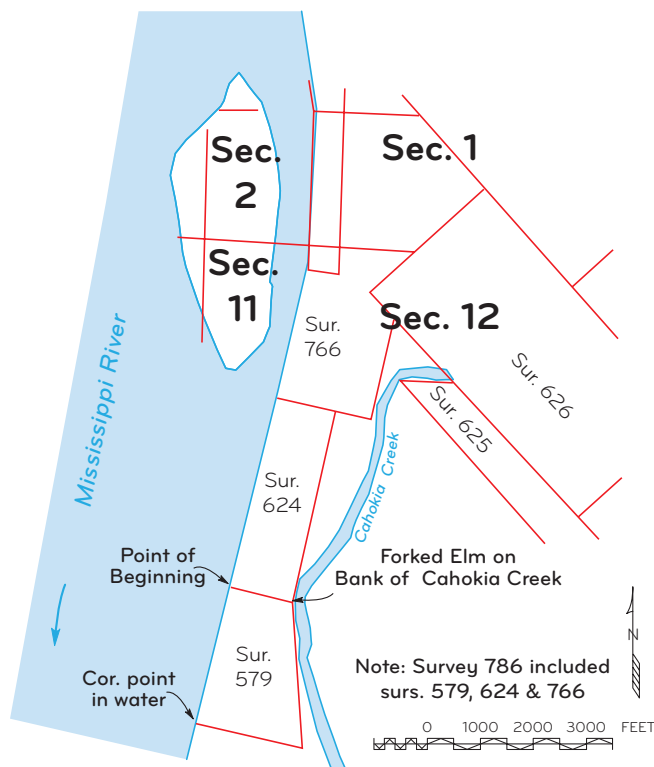 Sec.
2
Sec. 1
Sec.
11
Sec. 12
Sur.
766
Sur. 626
Sur. 625
Mississippi River
Cahokia Creek
Sur.
624
Point of
Beginning
Forked Elm on
Bank of Cahokia Creek
Sur.
579
Cor. point
in water
Note: Survey 786 included
surs. 579, 624 & 766
N
0 1000 2000 3000 FEET